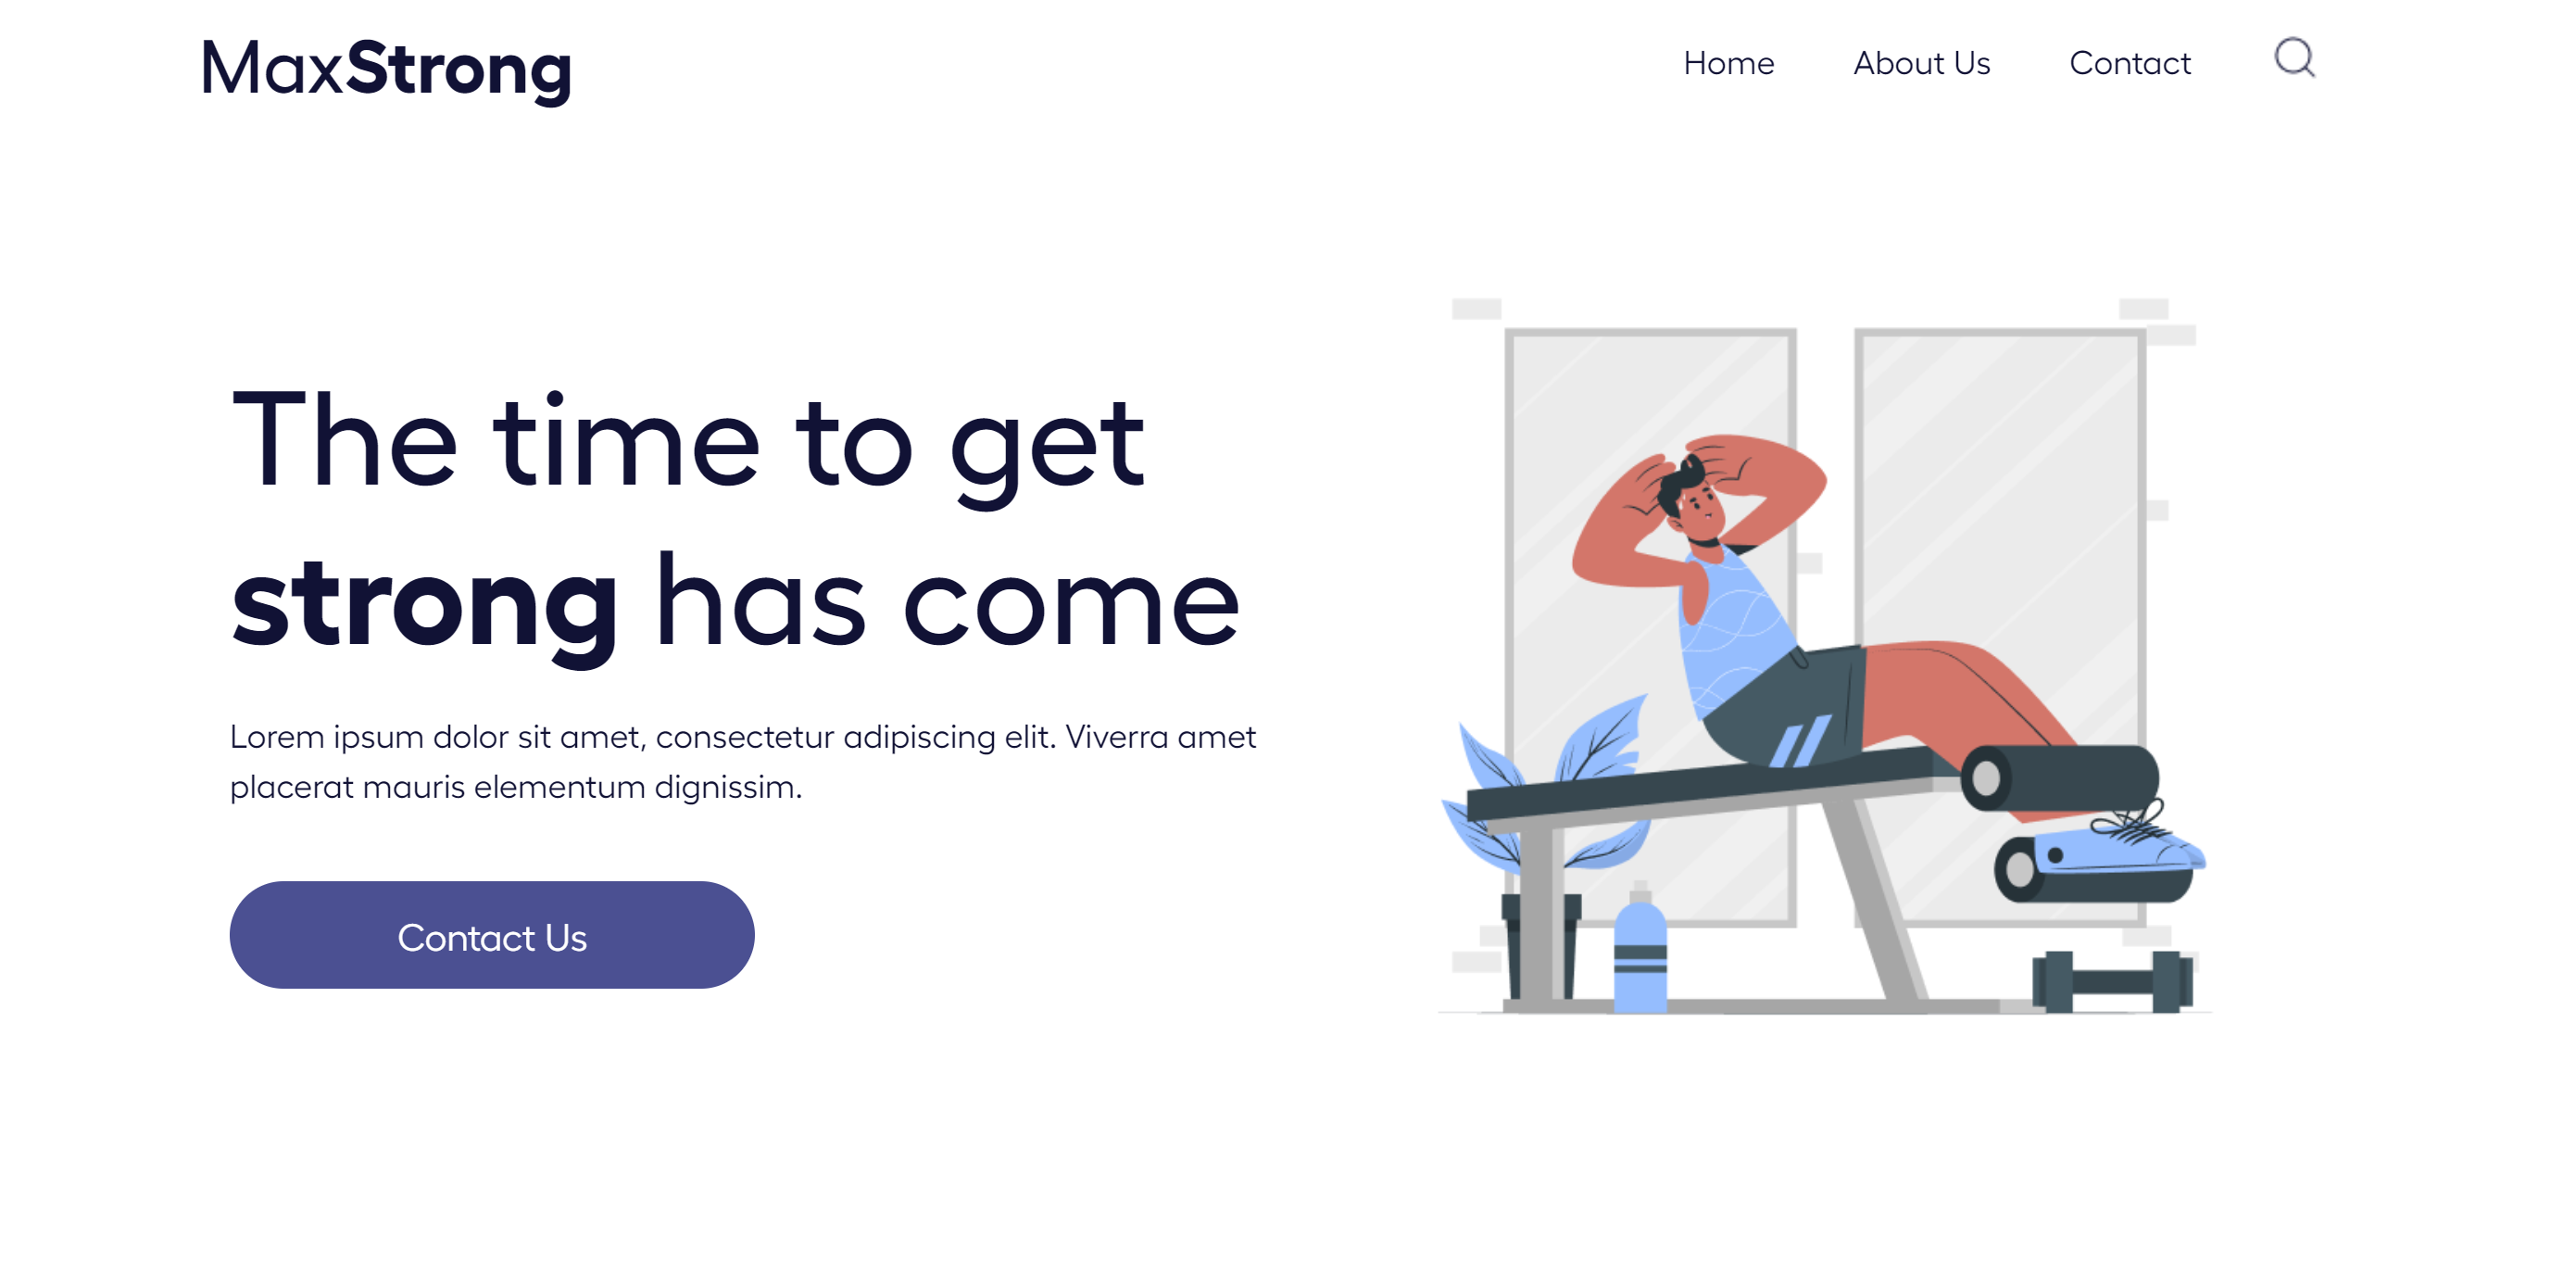 MaxStrong
Home About Us Contact
The time to get
strong has come
Lorem ipsum dolor sit amet, consectetur adipiscing elit. Viverra amet
placerat mauris elementum dignissim.
Contact Us